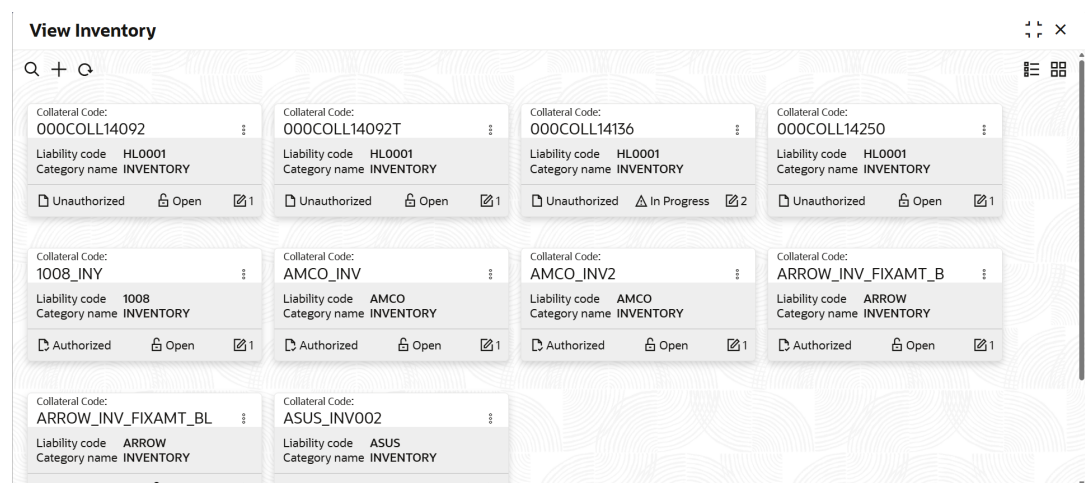 View Inventory
Collateral Code:
000COLL14092
Liability code HL0001
Category name INVENTORY
Unauthorized Open 1
Collateral Code:
000COLL14092T
Liability code HL0001
Category name INVENTORY
Unauthorized Open 1
Collateral Code:
000COLL14136
Liability code HL0001
Category name INVENTORY
Unauthorized In Progress 2
Collateral Code:
000COLL14250
Liability code HL0001
Category name INVENTORY
Unauthorized Open 1
Collateral Code:
1008_INY
Liability code 1008
Category name INVENTORY
Authorized Open 1
Collateral Code:
AMCO_INV
Liability code AMCO
Category name INVENTORY
Authorized Open 1
Collateral Code:
AMCO_INV2
Liability code AMCO
Category name INVENTORY
Authorized Open 1
Collateral Code:
ARROW_INV_FIXAMT_B
Liability code ARROW
Category name INVENTORY
Authorized Open 1
Collateral Code:
ARROW_INV_FIXAMT_BL
Liability code ARROW
Category name INVENTORY
Collateral Code:
ASUS_INV002
Liability code ASUS
Category name INVENTORY